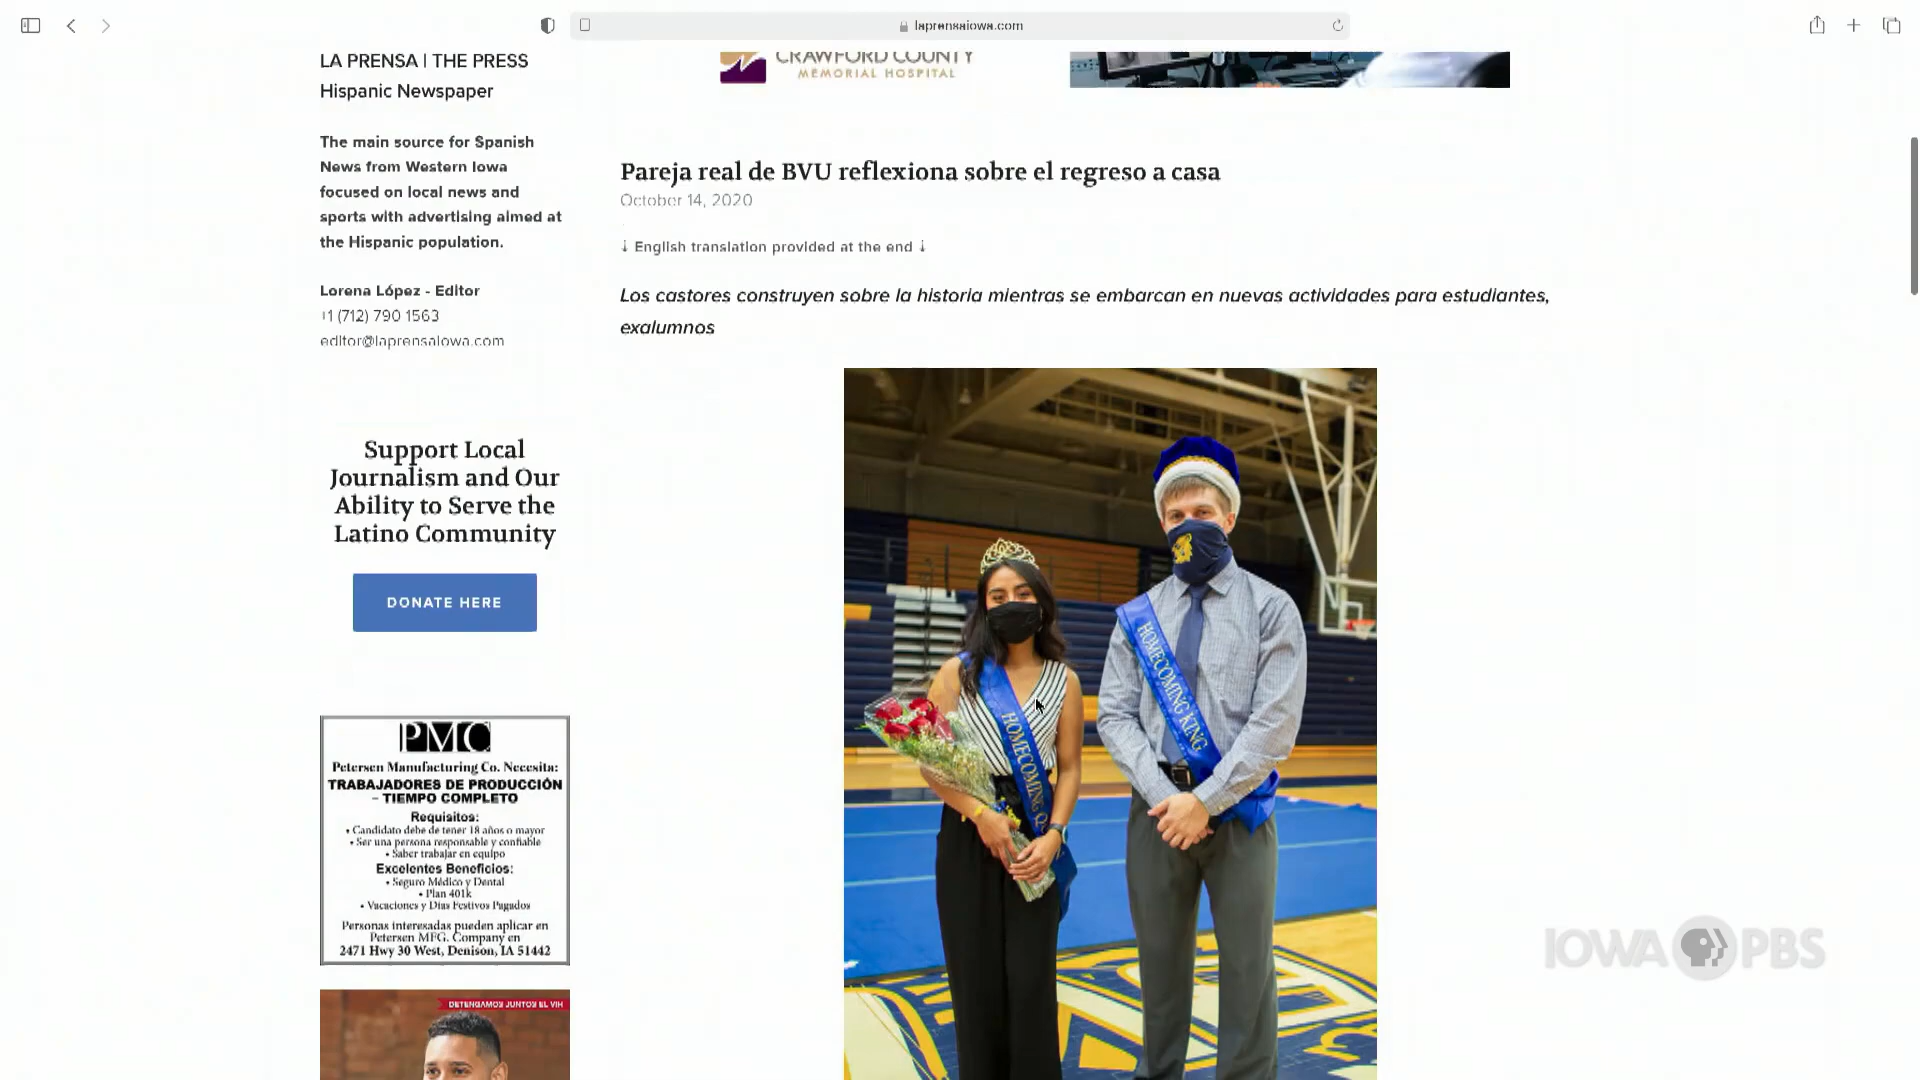 laprensaiowa.com
LA PRENSA | THE PRESS
Hispanic Newspaper
The main source for Spanish
News from Western Iowa
focused on local news and
sports with advertising aimed at
the Hispanic population.
Lorena López - Editor
+1 (712) 790 1563
editor@laprensaiowa.com
Support Local
Journalism and Our
Ability to Serve the
Latino Community
DONATE HERE
PMC
Petersen Manufacturing Co. Necesita:
TRABAJADORES DE PRODUCCIÓN
– TIEMPO COMPLETO
Requisitos:
• Candidato debe de tener 18 años o mayor
• Ser una persona responsable y confiable
• Saber trabajar en equipo
Excelentes Beneficios:
• Seguro Médico y Dental
• Plan 401k
• Vacaciones y Días Festivos Pagados
Personas interesadas pueden aplicar en
Petersen MFG. Company en
2471 Hwy 30 West, Denison, IA 51442
DETENGAMOS JUNTOS EL VIH
CRAWFORD COUNTY
MEMORIAL HOSPITAL
Pareja real de BVU reflexiona sobre el regreso a casa
October 14, 2020
↓ English translation provided at the end ↓
Los castores construyen sobre la historia mientras se embarcan en nuevas actividades para estudiantes,
exalumnos
HOMECOMING Q
HOMECOMING KING
IOWA PBS